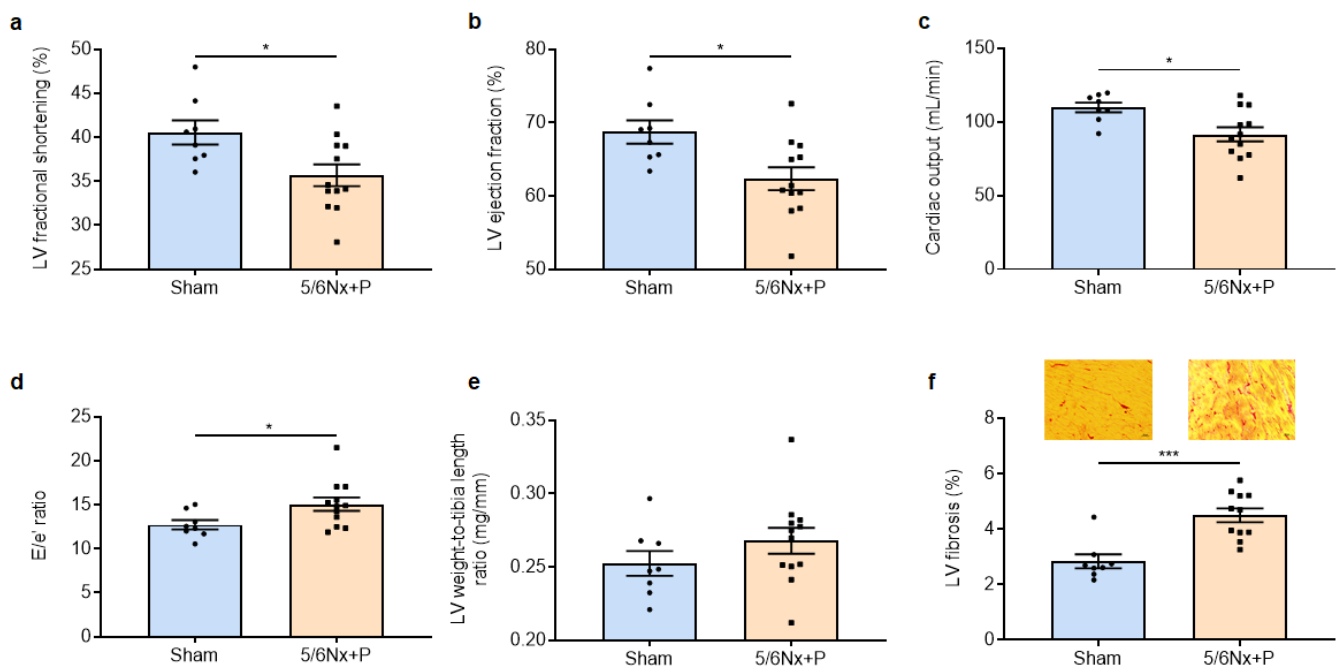 a
LV fractional shortening (%)
50
45
40
35
30
25
*
Sham
5/6Nx+P
b
LV ejection fraction (%)
80
70
60
50
*
Sham
5/6Nx+P
c
Cardiac output (mL/min)
150
100
50
0
*
Sham
5/6Nx+P
d
E/e' ratio
25
20
15
10
5
0
*
Sham
5/6Nx+P
e
LV weight-to-tibia length
ratio (mg/mm)
0.35
0.30
0.25
0.20
Sham
5/6Nx+P
f
LV fibrosis (%)
8
6
4
2
0
***
Sham
5/6Nx+P